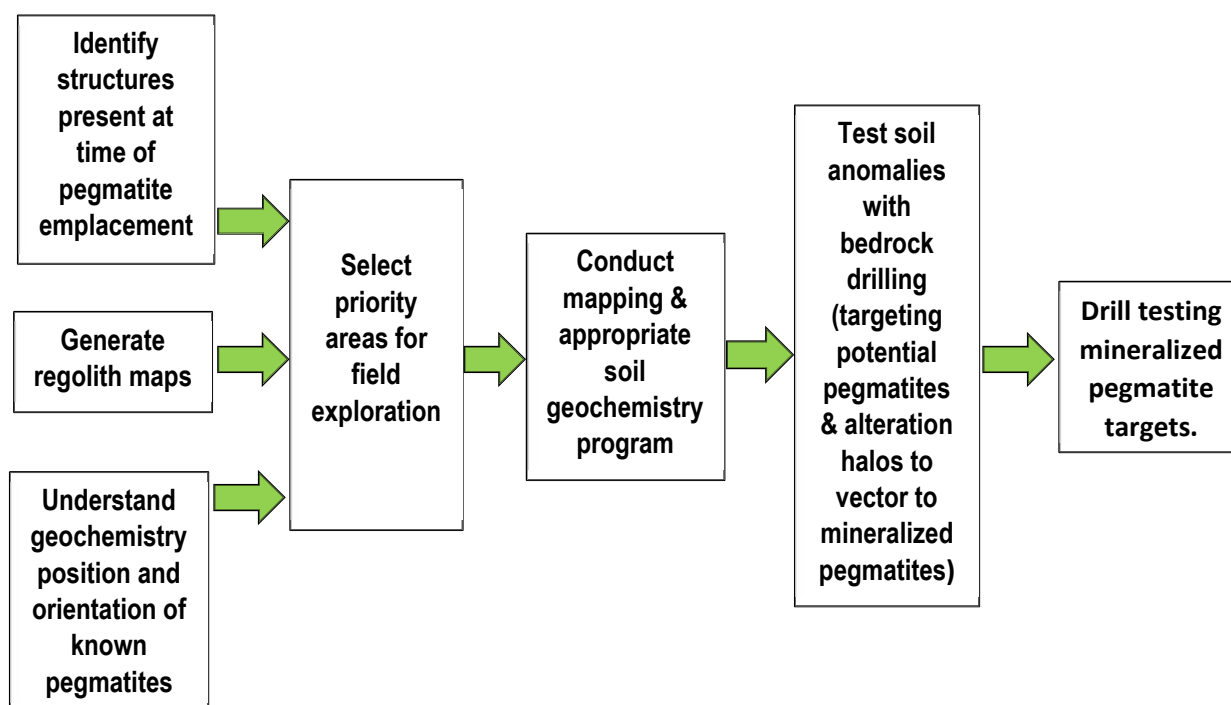 Identify
structures
present at
time of
pegmatite
emplacement
Generate
regolith maps
Understand
geochemistry
position and
orientation of
known
pegmatites
Select
priority
areas for
field
exploration
Conduct
mapping &
appropriate
soil
geochemistry
program
Test soil
anomalies
with
bedrock
drilling
(targeting
potential
pegmatites
& alteration
halos to
vector to
mineralized
pegmatites)
Drill testing
mineralized
pegmatite
targets.